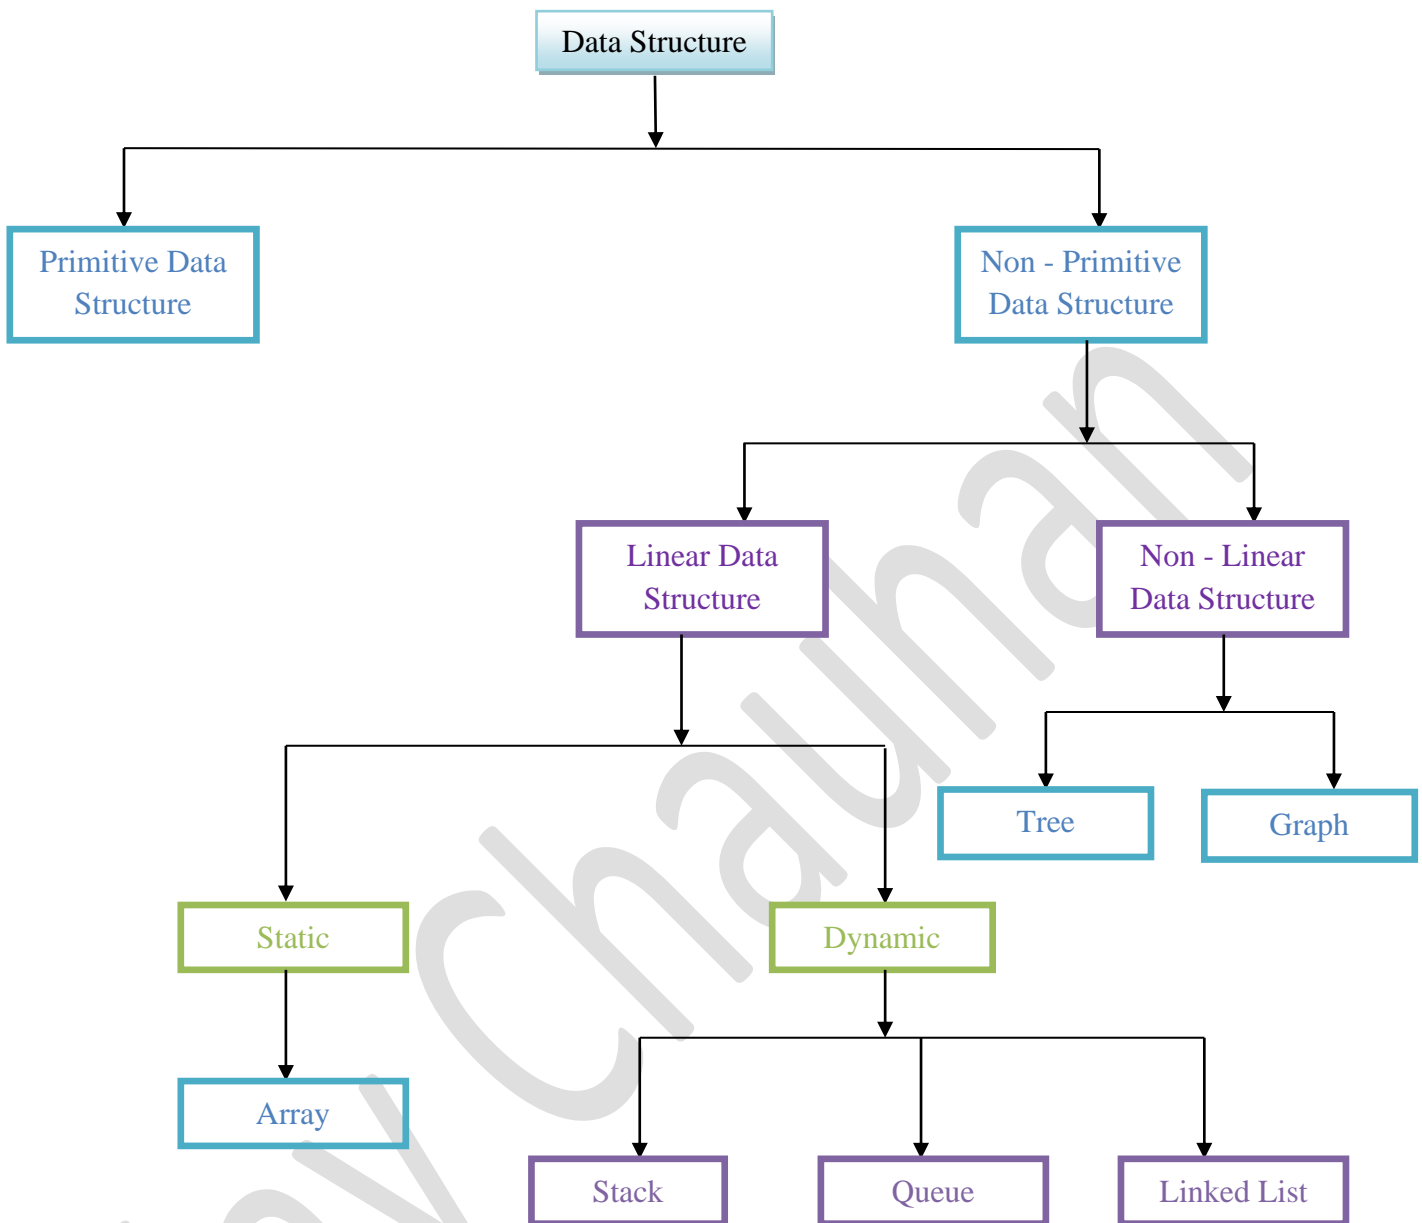 Data Structure
Primitive Data
Structure
Non - Primitive
Data Structure
Linear Data
Structure
Non - Linear
Data Structure
Tree
Graph
Static
Dynamic
Array
Stack
Queue
Linked List
Chauhan